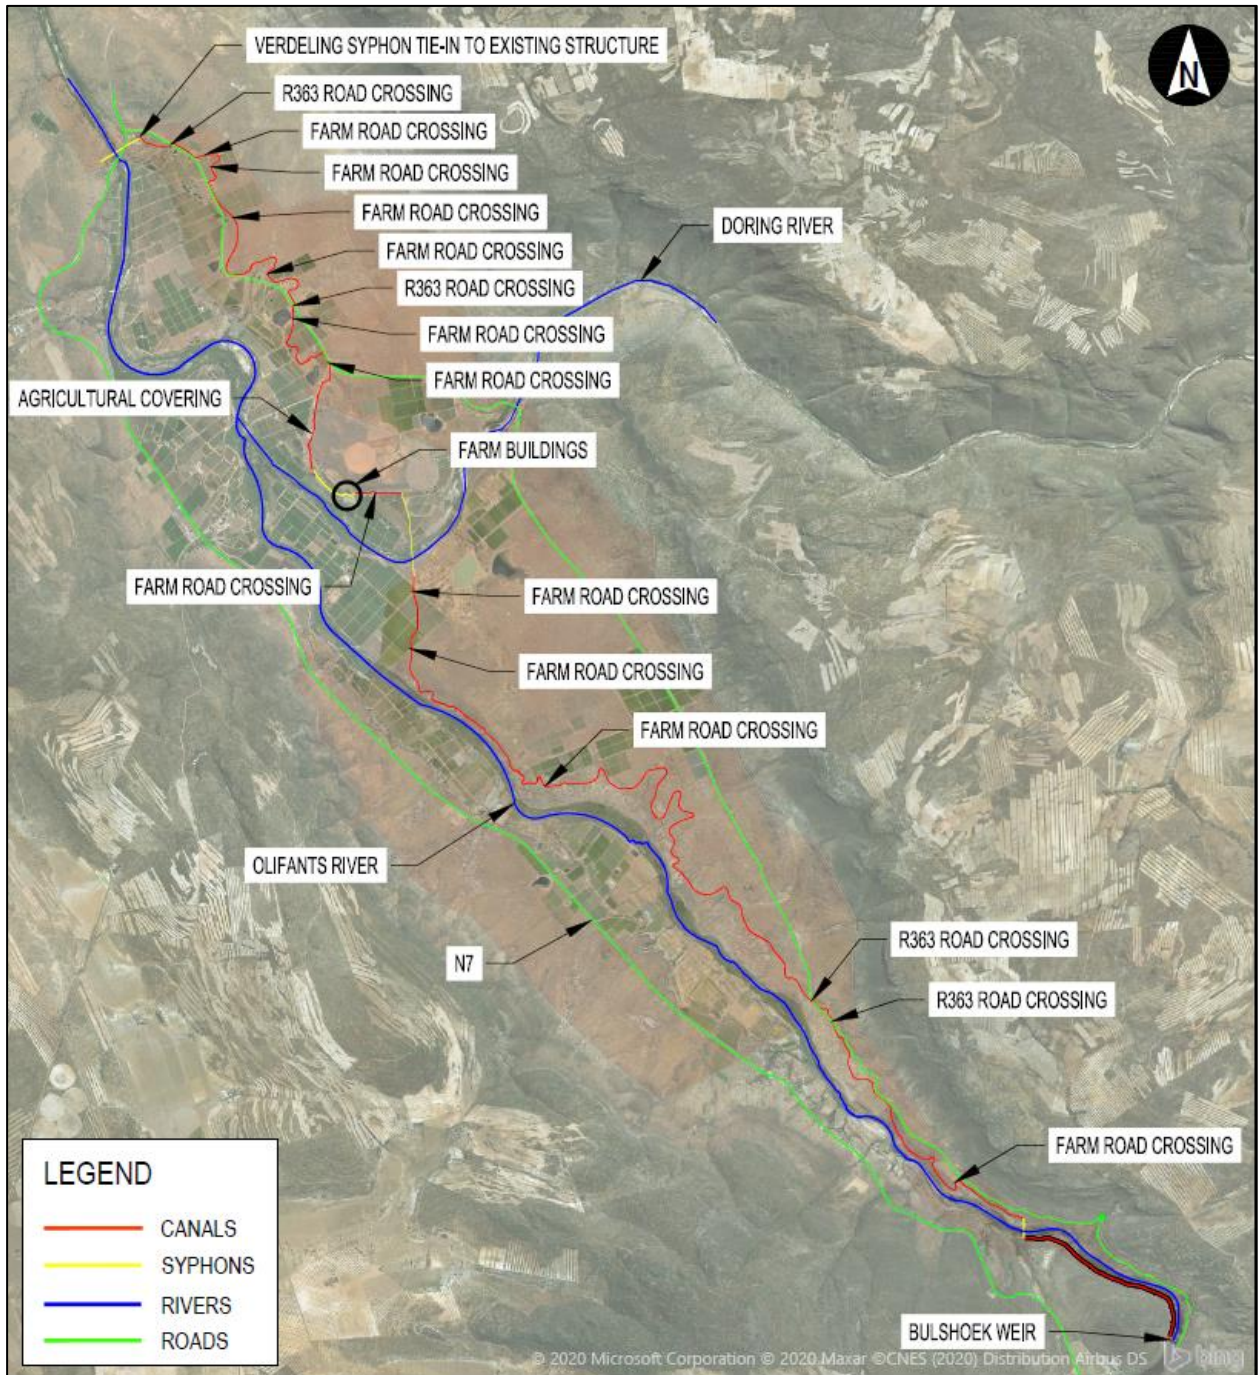 VERDELING SYPHON TIE-IN TO EXISTING STRUCTURE
N
R363 ROAD CROSSING
FARM ROAD CROSSING
FARM ROAD CROSSING
FARM ROAD CROSSING
DORING RIVER
FARM ROAD CROSSING
R363 ROAD CROSSING
FARM ROAD CROSSING
FARM ROAD CROSSING
AGRICULTURAL COVERING
FARM BUILDINGS
FARM ROAD CROSSING
FARM ROAD CROSSING
FARM ROAD CROSSING
FARM ROAD CROSSING
OLIFANTS RIVER
R363 ROAD CROSSING
N7
R363 ROAD CROSSING
FARM ROAD CROSSING
LEGEND
CANALS
SYPHONS
RIVERS
ROADS
BULSHOEK WEIR
© 2020 Microsoft Corporation © 2020 Maxar ©CNES (2020) Distribution Airbus DS
bing